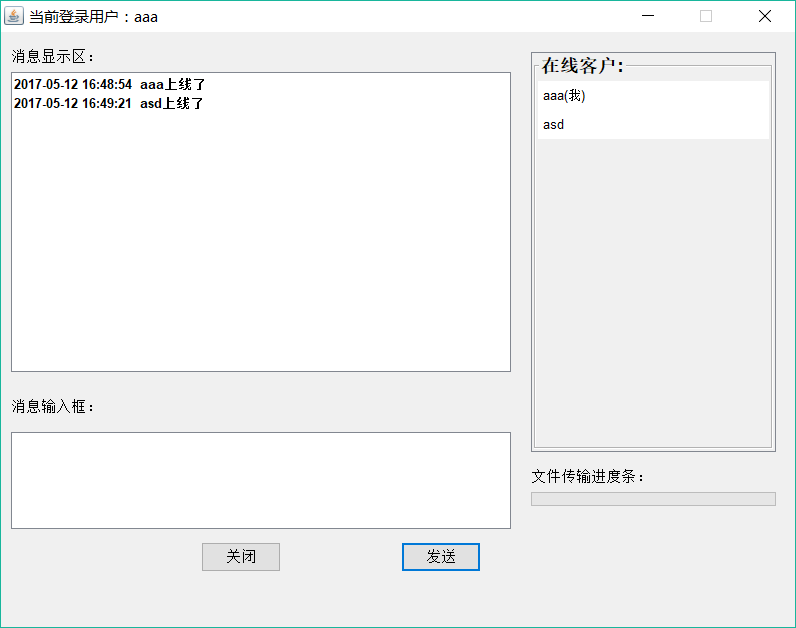 当前登录用户：aaa
消息显示区：
2017-05-12 16:48:54  aaa上线了
2017-05-12 16:49:21  asd上线了
在线客户:
aaa(我)
asd
消息输入框：
文件传输进度条：
关闭
发送